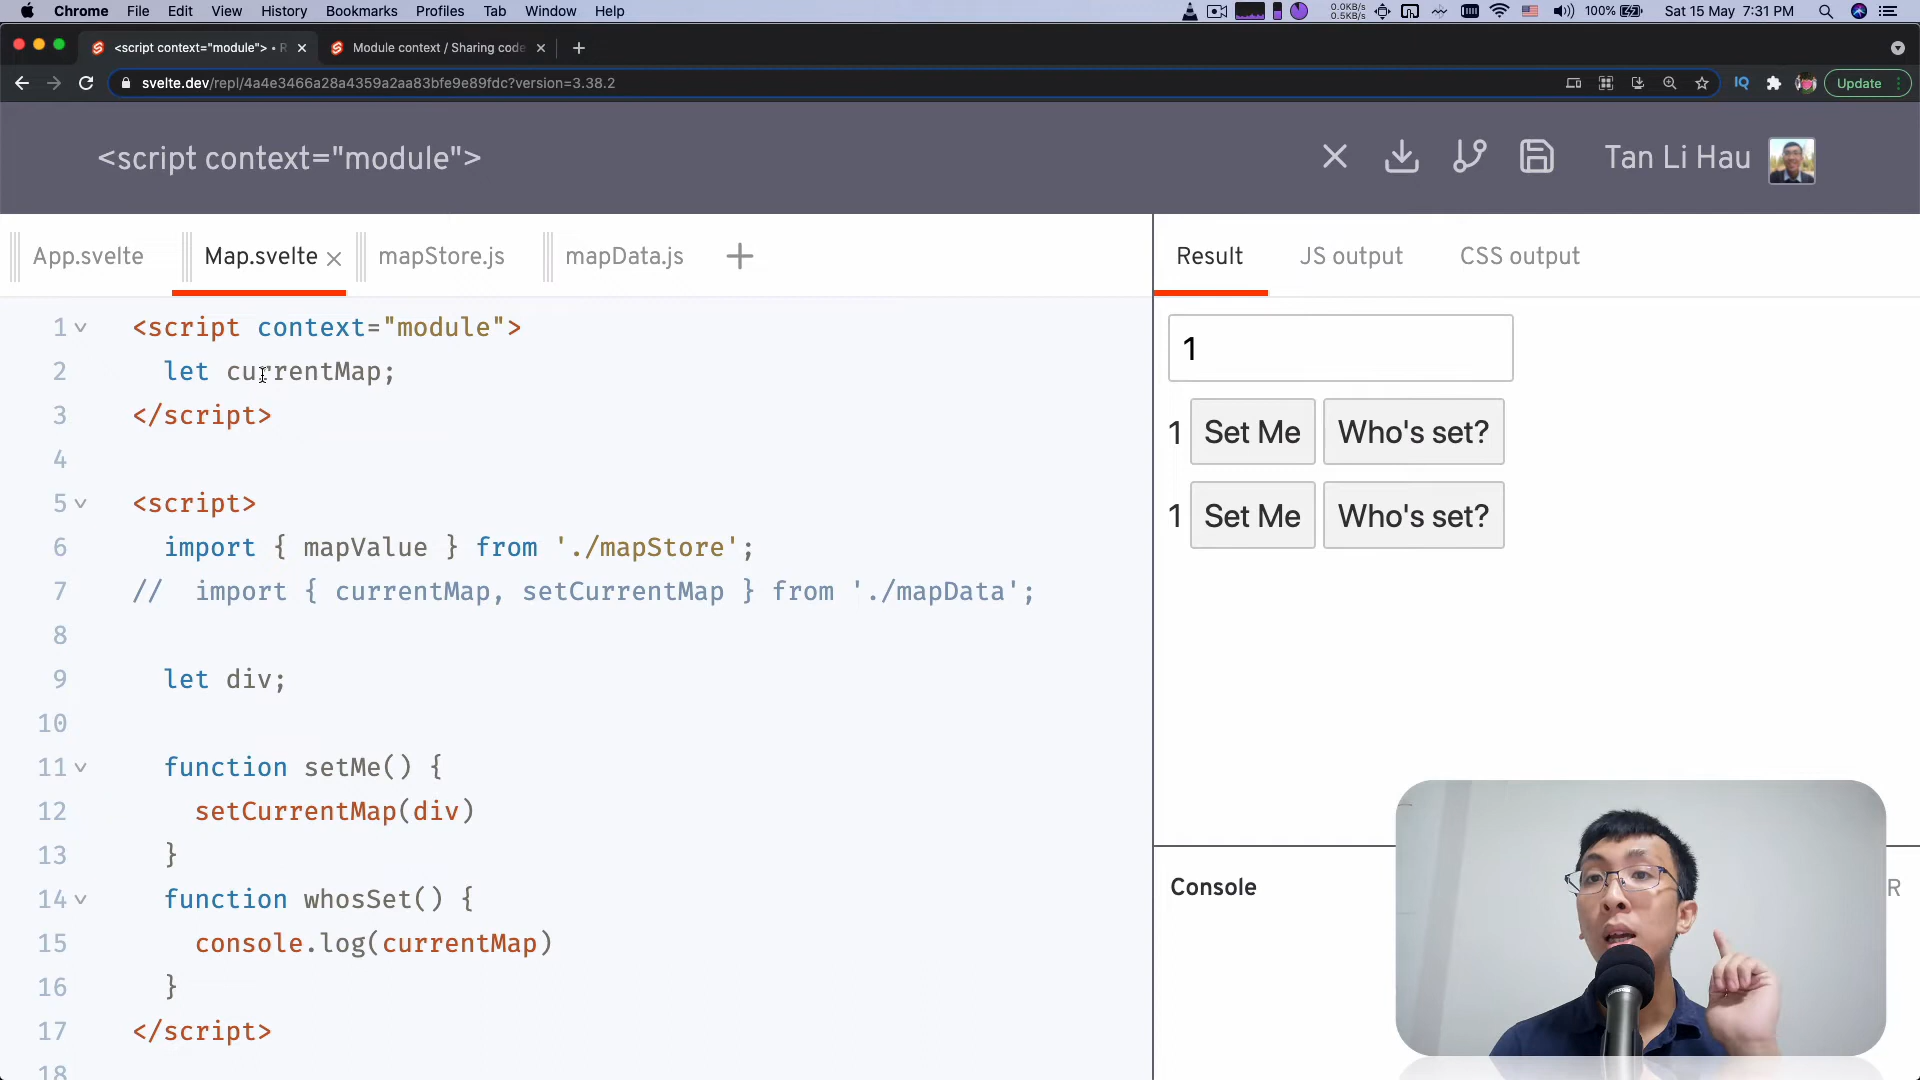 Chrome File Edit View History Bookmarks Profiles Tab Window Help
0.0KB/s
0.5KB/s
100%
Sat 15 May 7:31 PM
<script context="module"> • R
Module context / Sharing code
svelte.dev/repl/4a4e3466a28a4359a2aa83bfe9e89fdc?version=3.38.2
IQ
Update
<script context="module">
Tan Li Hau
App.svelte
Map.svelte
mapStore.js
mapData.js
Result
JS output
CSS output
1 <script context="module">
2 let currentMap;
3 </script>
4
5 <script>
6 import { mapValue } from './mapStore';
7 // import { currentMap, setCurrentMap } from './mapData';
8
9 let div;
10
11 function setMe() {
12 setCurrentMap(div)
13 }
14 function whosSet() {
15 console.log(currentMap)
16 }
17 </script>
18
1
1 Set Me Who's set?
1 Set Me Who's set?
Console
R